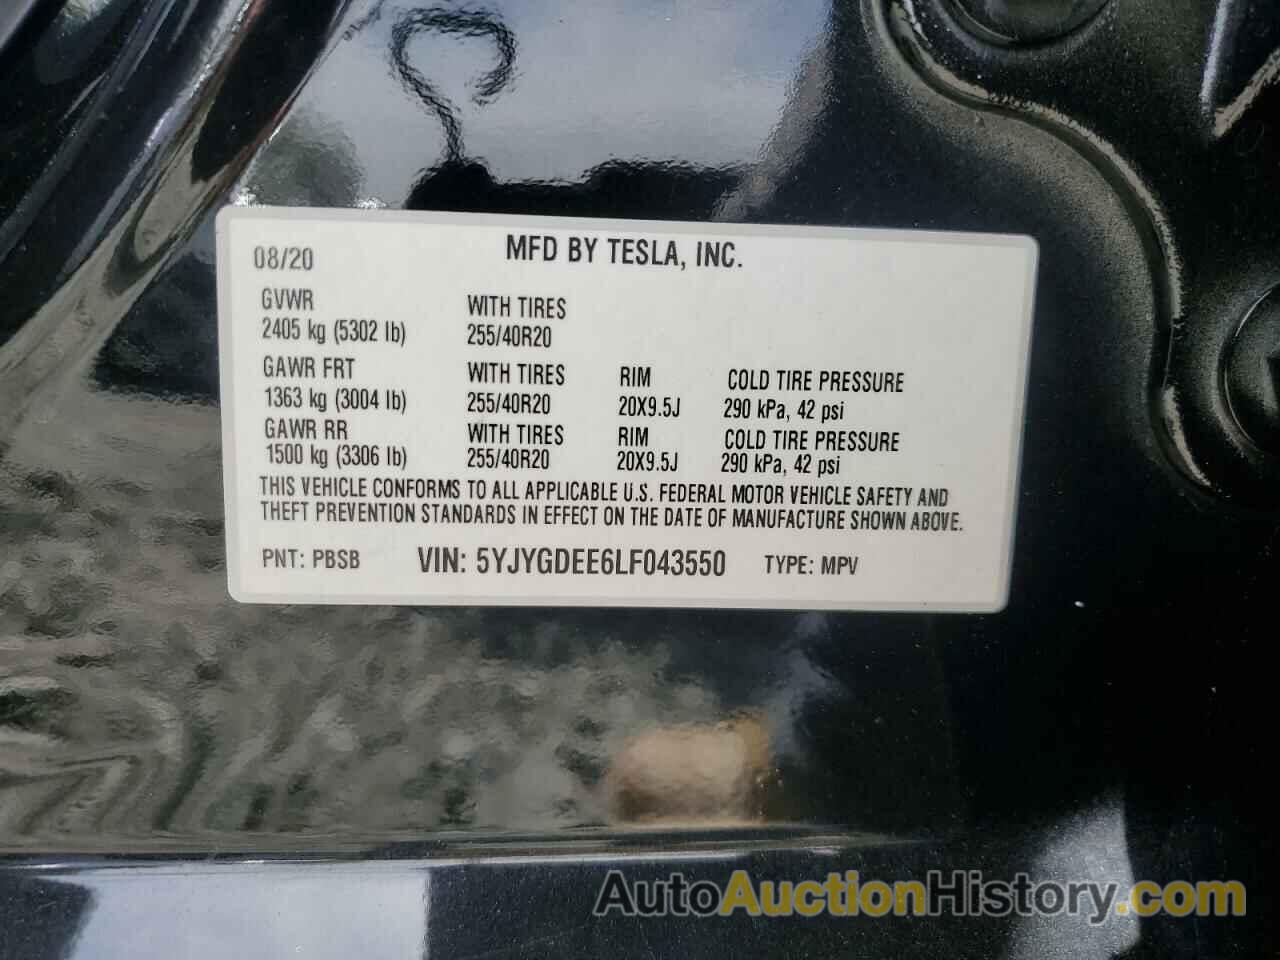 08/20 MFD BY TESLA, INC.
GVWR WITH TIRES
2405 kg (5302 lb) 255/40R20
GAWR FRT WITH TIRES RIM COLD TIRE PRESSURE
1363 kg (3004 lb) 255/40R20 20X9.5J 290 kPa, 42 psi
GAWR RR WITH TIRES RIM COLD TIRE PRESSURE
1500 kg (3306 lb) 255/40R20 20X9.5J 290 kPa, 42 psi
THIS VEHICLE CONFORMS TO ALL APPLICABLE U.S. FEDERAL MOTOR VEHICLE SAFETY AND
THEFT PREVENTION STANDARDS IN EFFECT ON THE DATE OF MANUFACTURE SHOWN ABOVE.
PNT: PBSB VIN: 5YJYGDEE6LF043550 TYPE: MPV
AutoAuctionHistory.com